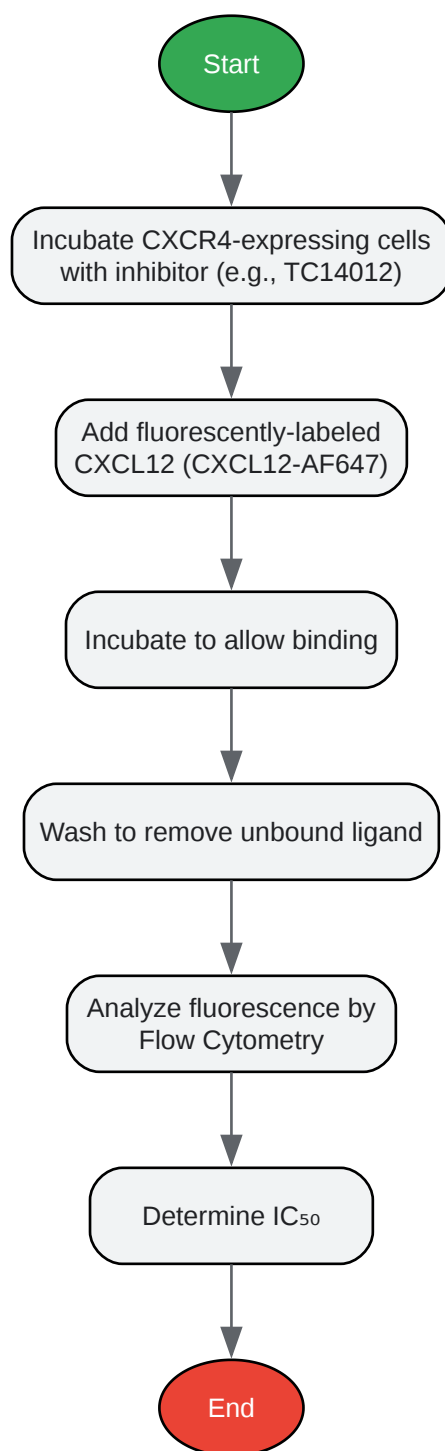 Start
Incubate CXCR4-expressing cells
with inhibitor (e.g., TC14012)
Add fluorescently-labeled
CXCL12 (CXCL12-AF647)
Incubate to allow binding
Wash to remove unbound ligand
Analyze fluorescence by
Flow Cytometry
Determine IC₅₀
End